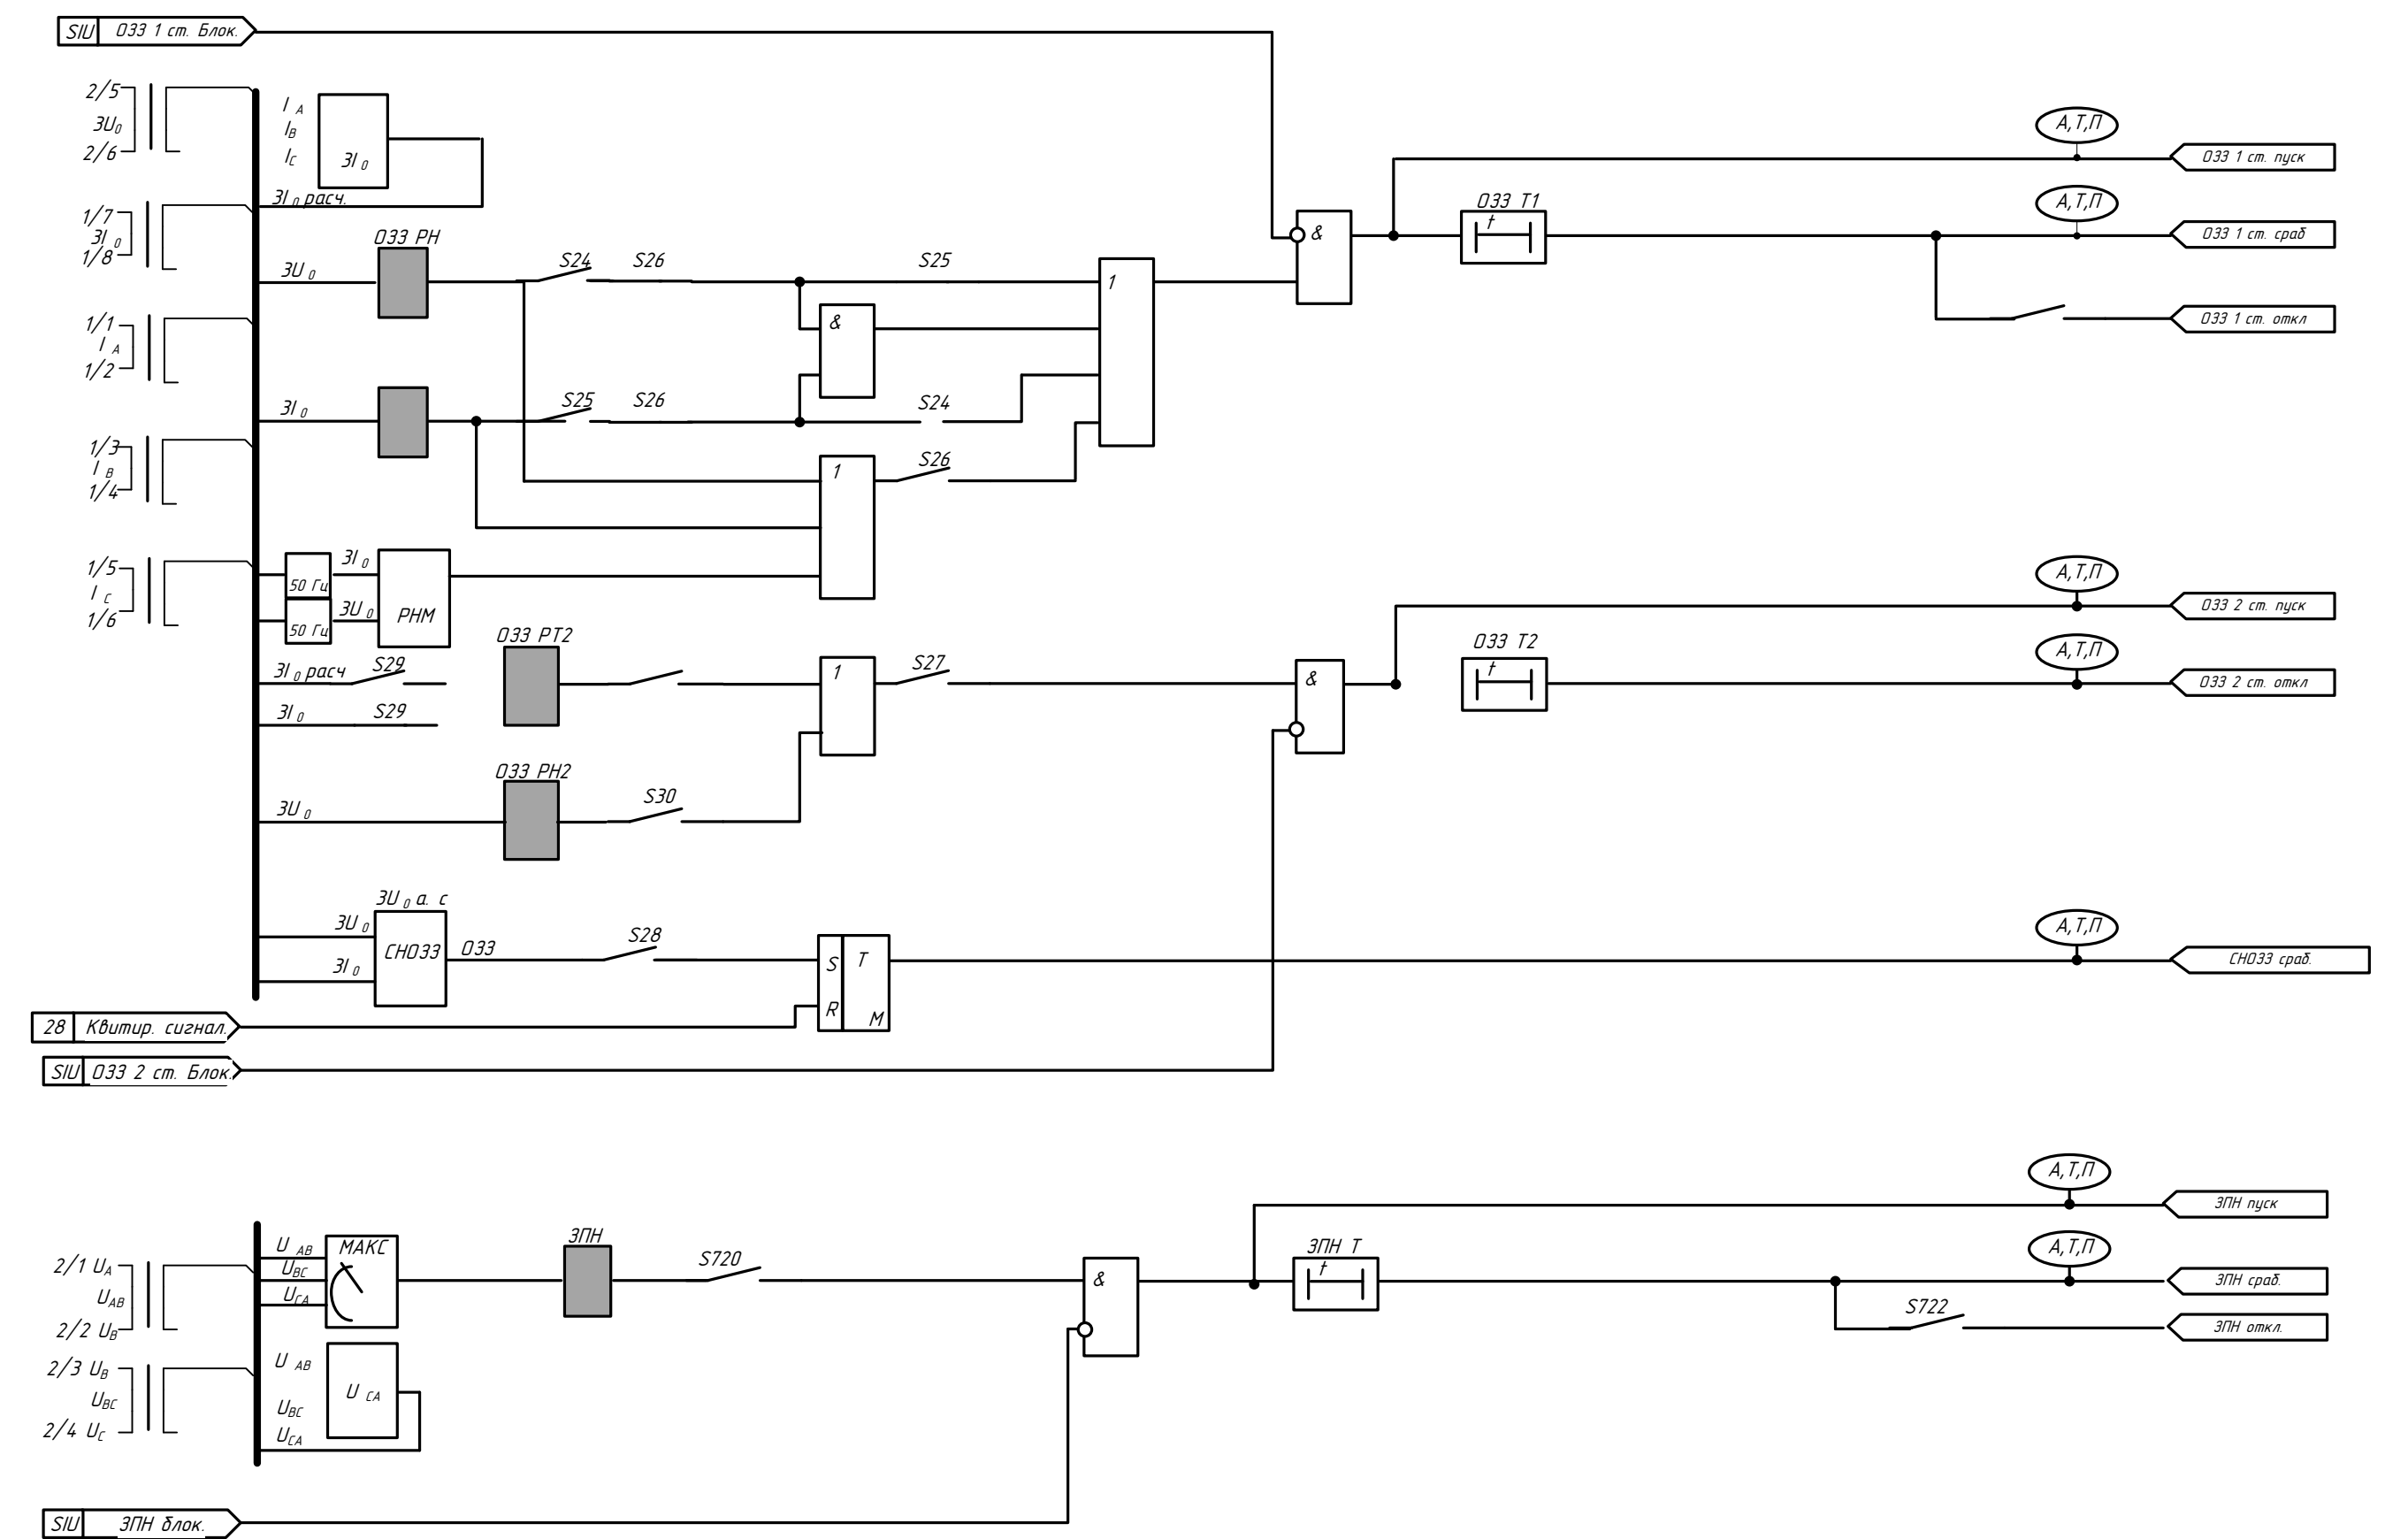 SIU ОЗЗ 1 ст. Блок.
2/5
3U0
2/6
IA
IB
IC
3I0
3I0 расч.
А,Т,П
ОЗЗ 1 ст. пуск
1/7
3I0
1/8
ОЗЗ РН
3U0
S24
S26
S25
1
&
ОЗЗ Т1
t
А,Т,П
ОЗЗ 1 ст. сраб
ОЗЗ 1 ст. откл
1/1
IA
1/2
&
3I0
S25
S26
S24
1/3
IB
1/4
1
S26
1/5
IC
1/6
50 Гц
3I0
50 Гц
3U0
РНМ
А,Т,П
ОЗЗ 2 ст. пуск
3I0 расч
S29
3I0
S29
ОЗЗ РТ2
1
S27
&
ОЗЗ Т2
t
А,Т,П
ОЗЗ 2 ст. откл
ОЗЗ РН2
3U0
S30
3U0 а. с
3U0
3I0
СНОЗЗ
ОЗЗ
S28
S
T
R
M
А,Т,П
СНОЗЗ сраб.
28 Квитир. сигнал.
SIU ОЗЗ 2 ст. Блок.
А,Т,П
ЗПН пуск
2/1 UA
UAB
2/2 UB
U AB
UBC
UCA
МАКС
ЗПН
S720
&
ЗПН Т
t
А,Т,П
ЗПН сраб.
S722
ЗПН откл.
2/3 UB
UBC
2/4 UC
U AB
UBC
UCA
U CA
SIU ЗПН блок.